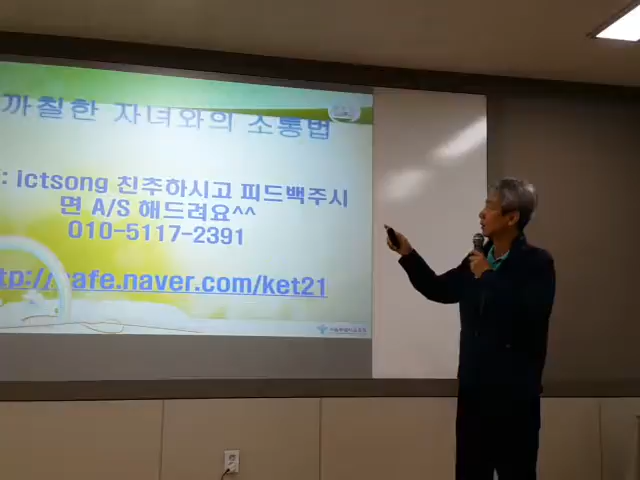 까칠한 자녀와의 소통법
: ictsong 친추하시고 피드백주시
면 A/S 해드려요^^
010-5117-2391
tp://cafe.naver.com/ket21